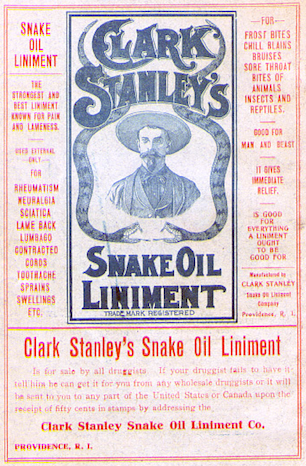 SNAKE
OIL
LINIMENT
THE
STRONGEST AND
BEST LINIMENT
KNOWN FOR PAIN
AND LAMENESS.
USED EXTERNAL
ONLY
FOR
RHEUMATISM
NEURALGIA
SCIATICA
LAME BACK
LUMBAGO
CONTRACTED
CORDS
TOOTHACHE
SPRAINS
SWELLINGS
ETC.
CLARK
STANLEY'S
SNAKE OIL
LINIMENT
TRADE MARK REGISTERED
—FOR—
FROST BITES
CHILL BLAINS
BRUISES
SORE THROAT
BITES OF
ANIMALS
INSECTS AND
REPTILES.
GOOD FOR
MAN AND BEAST
IT GIVES
IMMEDIATE
RELIEF.
IS GOOD
FOR
EVERYTHING
A LINIMENT
OUGHT
TO BE
GOOD FOR
Manufactured by
CLARK STANLEY
Snake Oil Liniment
Company
Providence, R. I.
Clark Stanley's Snake Oil Liniment
Is for sale by all druggists. If your druggist fails to have it
tell him he can get it for you from any wholesale druggists or it will
be sent to you to any part of the United States or Canada upon the
receipt of fifty cents in stamps by addressing the
Clark Stanley Snake Oil Liniment Co.
PROVIDENCE, R. I.